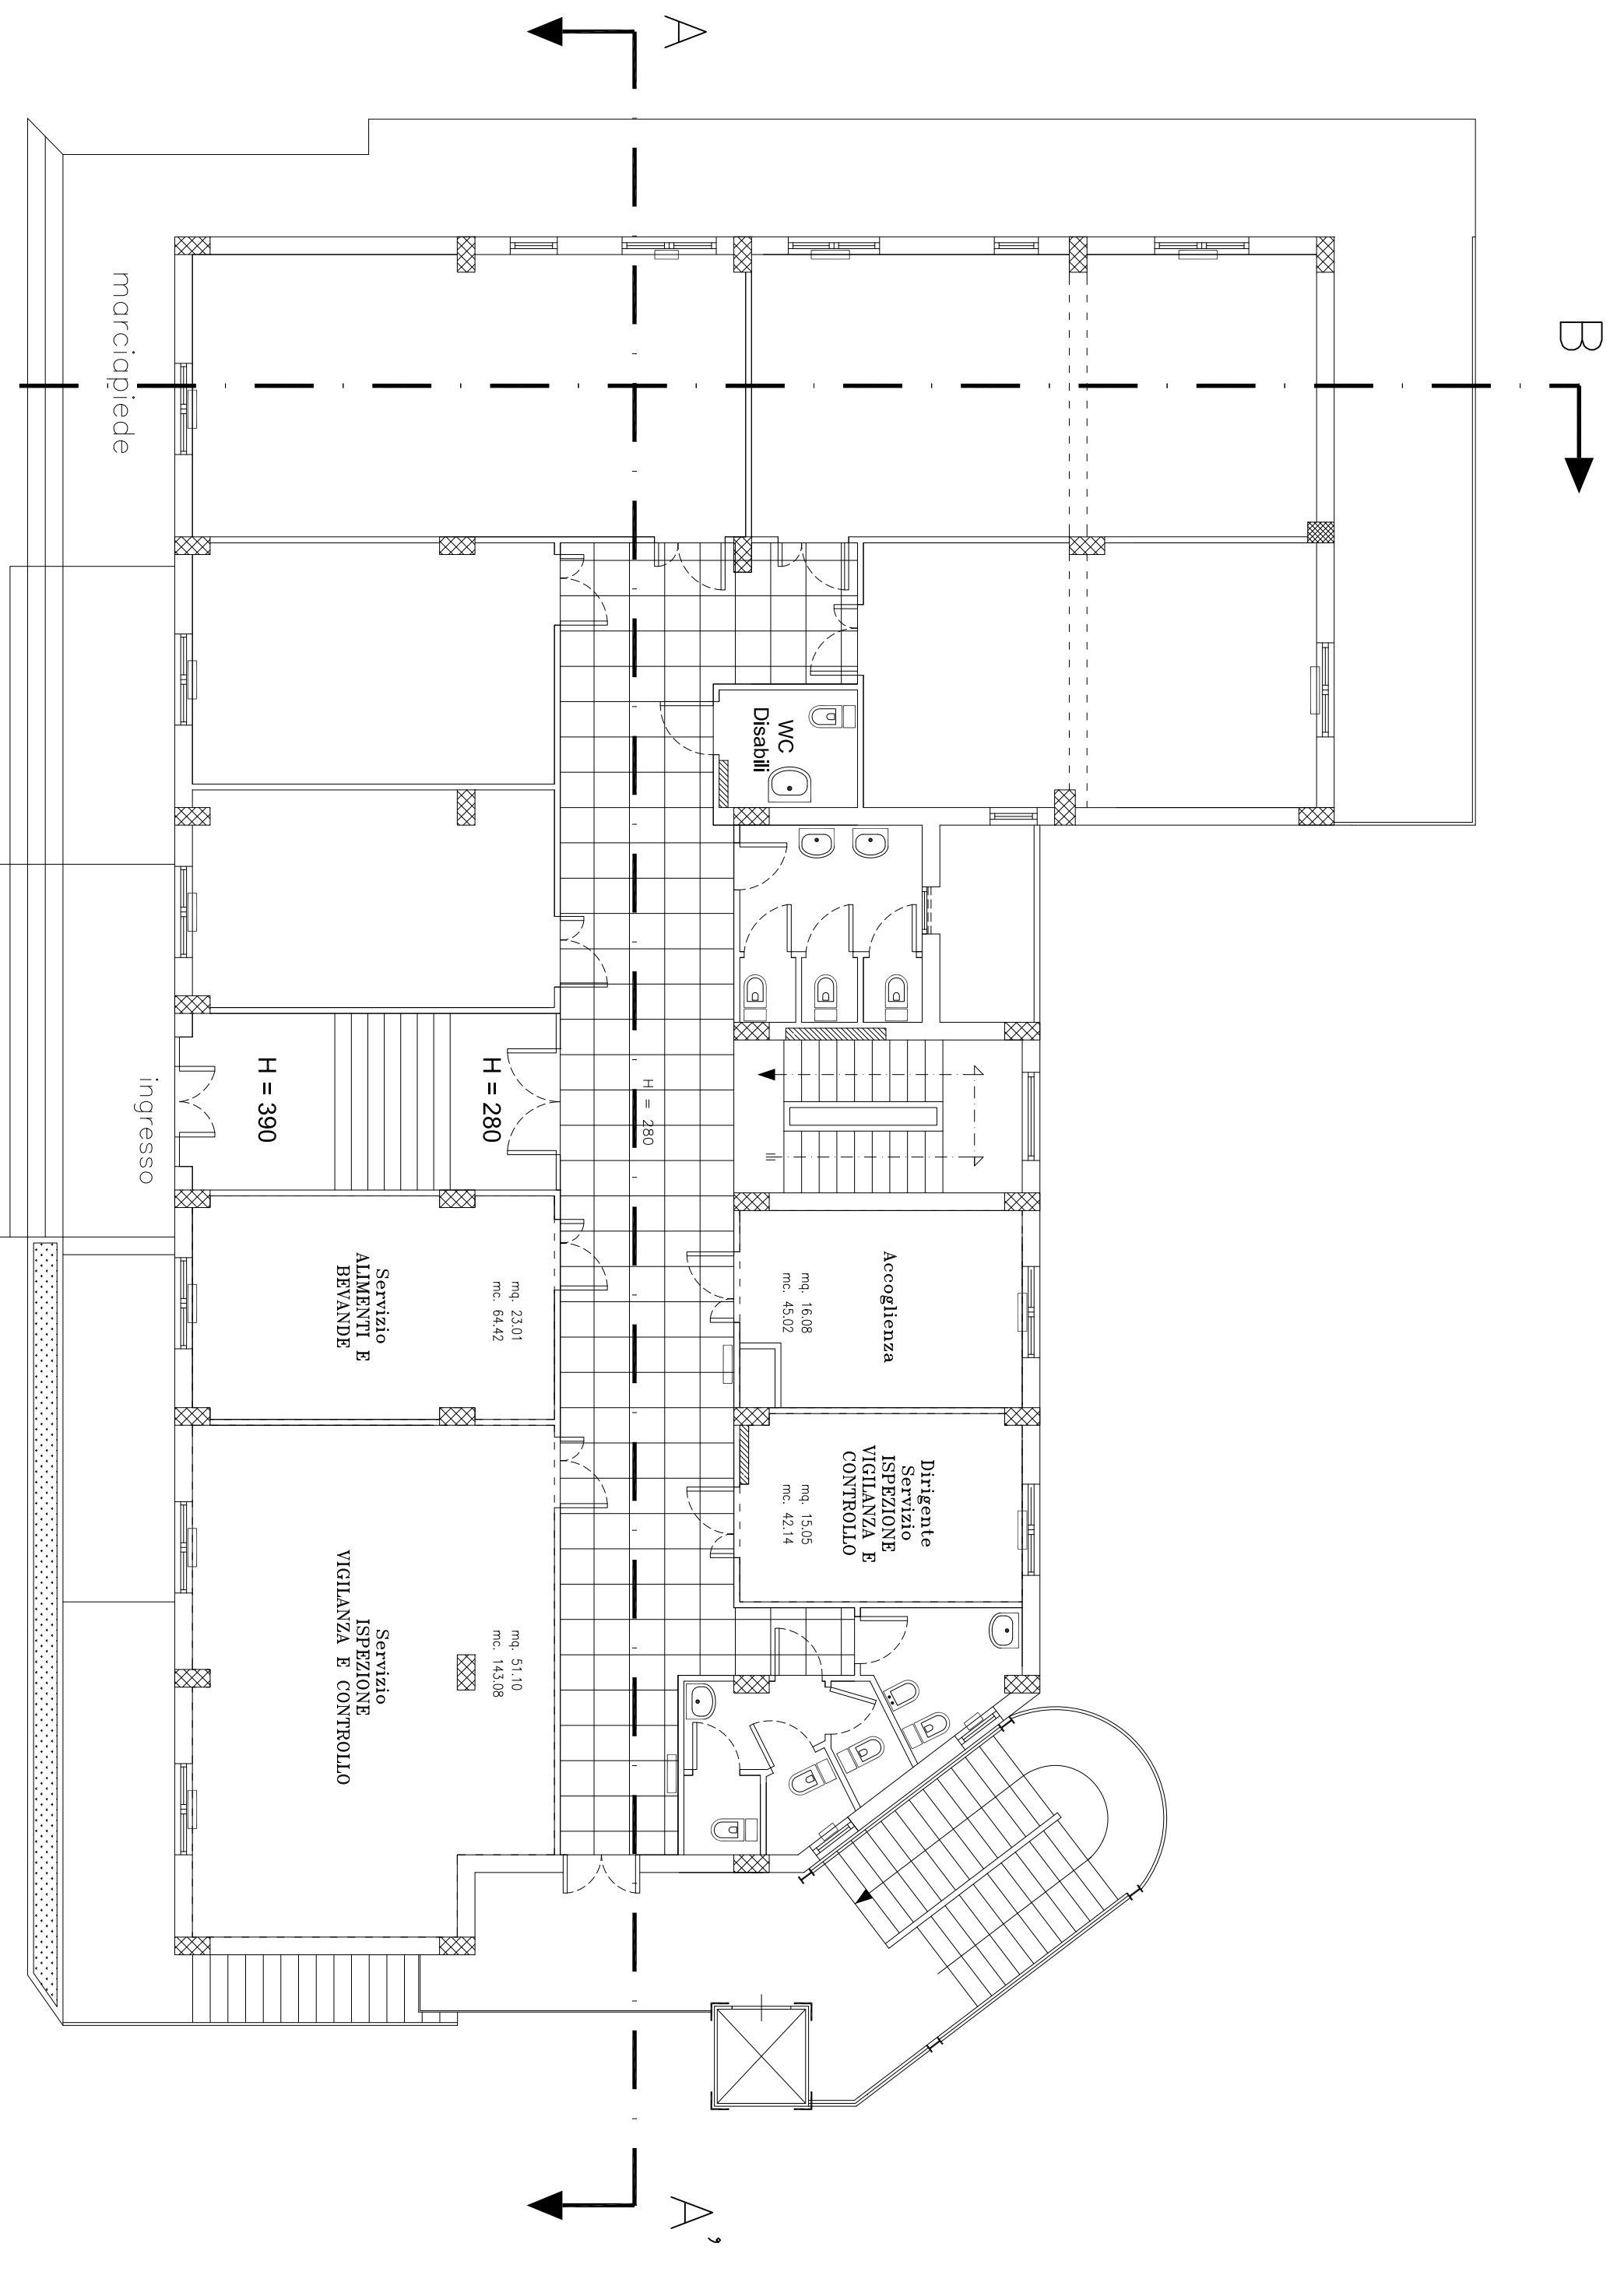 A
B
marciapiede
WC
Disabili
ingresso
H = 390
H = 280
H = 280
Servizio
ALIMENTI E
BEVANDE
mq. 23.01
mc. 64.42
Accoglienza
mq. 16.08
mc. 45.02
Dirigente
Servizio
ISPEZIONE
VIGILANZA E
CONTROLLO
mq. 15.05
mc. 42.14
Servizio
ISPEZIONE
VIGILANZA E CONTROLLO
mq. 51.10
mc. 143.08
A'